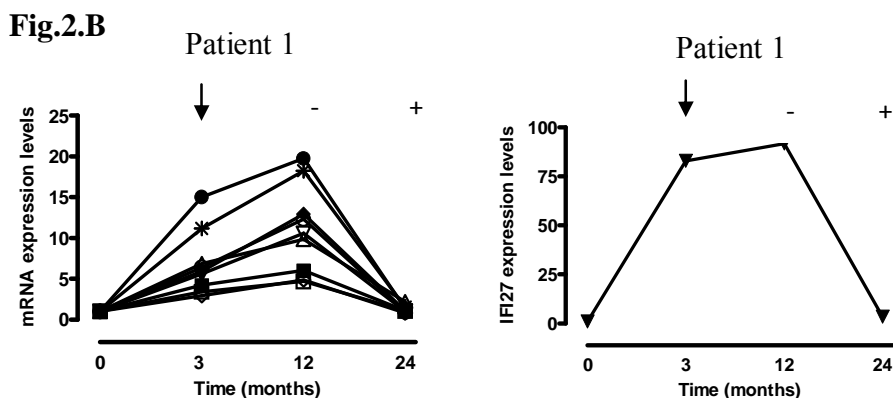 Fig.2.B
Patient 1
- +
mRNA expression levels
25
20
15
10
5
0
0 3 12 24
Time (months)
Patient 1
- +
IFI27 expression levels
100
75
50
25
0
0 3 12 24
Time (months)